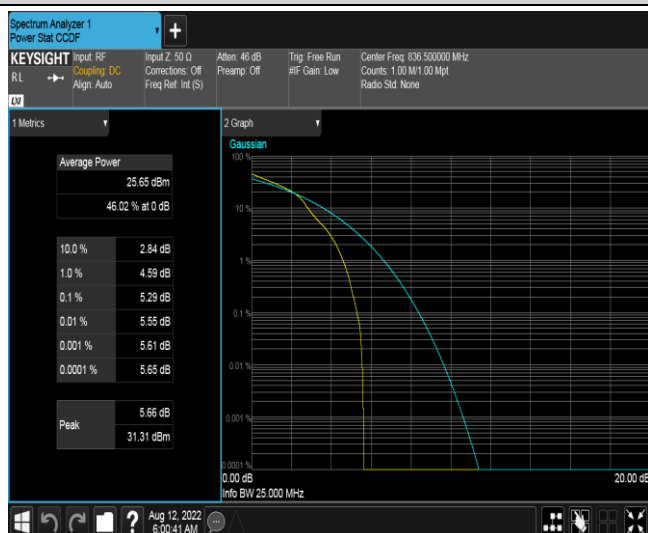 Spectrum Analyzer 1
Power Stat CCDF
+
KEYSIGHT
Input: RF
Coupling: DC
Align: Auto
Input Z: 50 Ω
Corrections: Off
Freq Ref: Int (S)
Atten: 46 dB
Preamp: Off
Trig: Free Run
#IF Gain: Low
Center Freq: 836.500000 MHz
Counts: 1.00 M/1.00 Mpt
Radio Std: None
R L
LXI
1 Metrics
Average Power
25.65 dBm
46.02 % at 0 dB
10.0 % 2.84 dB
1.0 % 4.59 dB
0.1 % 5.29 dB
0.01 % 5.55 dB
0.001 % 5.61 dB
0.0001 % 5.65 dB
Peak
5.66 dB
31.31 dBm
2 Graph
Gaussian
100 %
10 %
1 %
0.1 %
0.01 %
0.001 %
0.0001 %
0.00 dB 20.00 dB
Info BW 25.000 MHz
?
Aug 12, 2022
6:00:41 AM